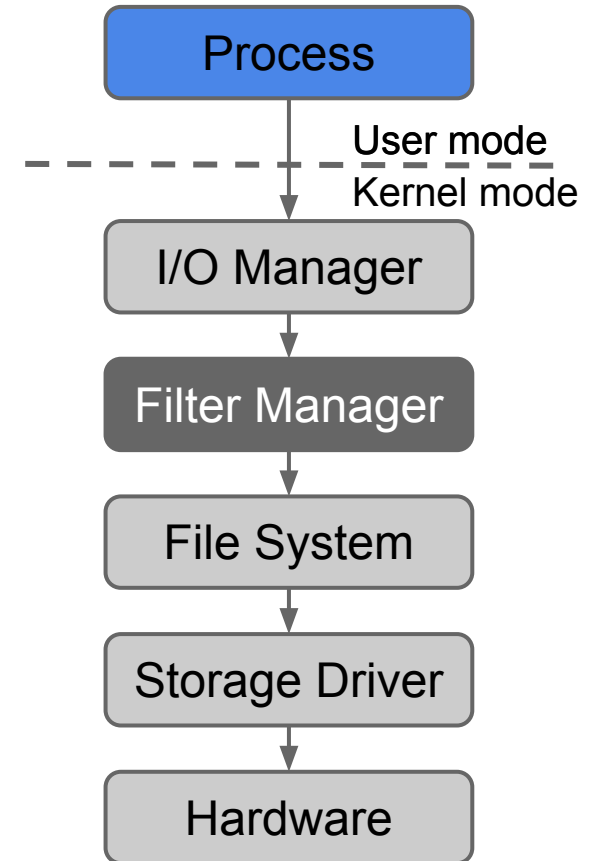 Process
User mode
Kernel mode
I/O Manager
Filter Manager
File System
Storage Driver
Hardware